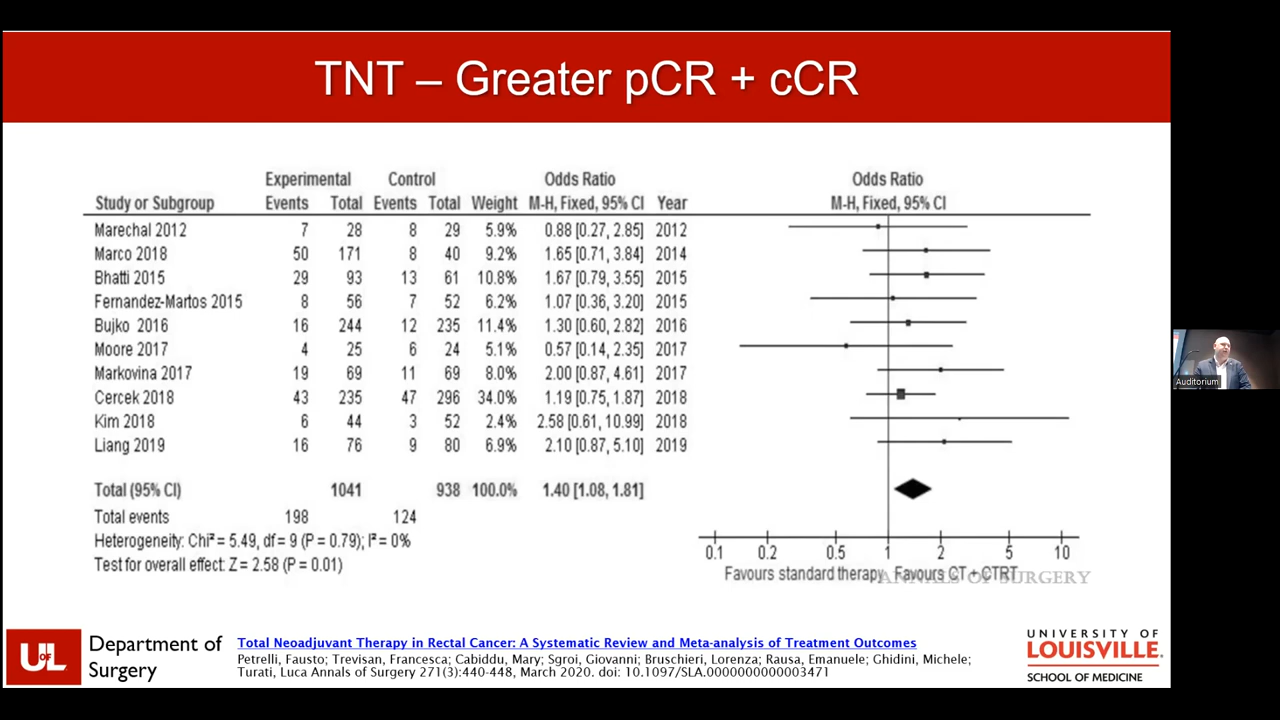 TNT – Greater pCR + cCR
Experimental Control Odds Ratio Odds Ratio
Study or Subgroup Events Total Events Total Weight M-H, Fixed, 95% CI Year M-H, Fixed, 95% CI
Marechal 2012 7 28 8 29 5.9% 0.88 [0.27, 2.85] 2012
Marco 2018 50 171 8 40 9.2% 1.65 [0.71, 3.84] 2014
Bhatti 2015 29 93 13 61 10.8% 1.67 [0.79, 3.55] 2015
Fernandez-Martos 2015 8 56 7 52 6.2% 1.07 [0.36, 3.20] 2015
Bujko 2016 16 244 12 235 11.4% 1.30 [0.60, 2.82] 2016
Moore 2017 4 25 6 24 5.1% 0.57 [0.14, 2.35] 2017
Markovina 2017 19 69 11 69 8.0% 2.00 [0.87, 4.61] 2017
Cercek 2018 43 235 47 296 34.0% 1.19 [0.75, 1.87] 2018
Kim 2018 6 44 3 52 2.4% 2.58 [0.61, 10.99] 2018
Liang 2019 16 76 9 80 6.9% 2.10 [0.87, 5.10] 2019
Total (95% CI) 1041 938 100.0% 1.40 [1.08, 1.81]
Total events 198 124
Heterogeneity: Chi² = 5.49, df = 9 (P = 0.79); I² = 0%
Test for overall effect: Z = 2.58 (P = 0.01)
0.1 0.2 0.5 1 2 5 10
Favours standard therapy Favours CT + CTRT
ANNALS OF SURGERY
UofL
Department of
Surgery
Total Neoadjuvant Therapy in Rectal Cancer: A Systematic Review and Meta-analysis of Treatment Outcomes
Petrelli, Fausto; Trevisan, Francesca; Cabiddu, Mary; Sgroi, Giovanni; Bruschieri, Lorenza; Rausa, Emanuele; Ghidini, Michele;
Turati, Luca Annals of Surgery 271(3):440-448, March 2020. doi: 10.1097/SLA.0000000000003471
UNIVERSITY OF
LOUISVILLE.
SCHOOL OF MEDICINE
Auditorium